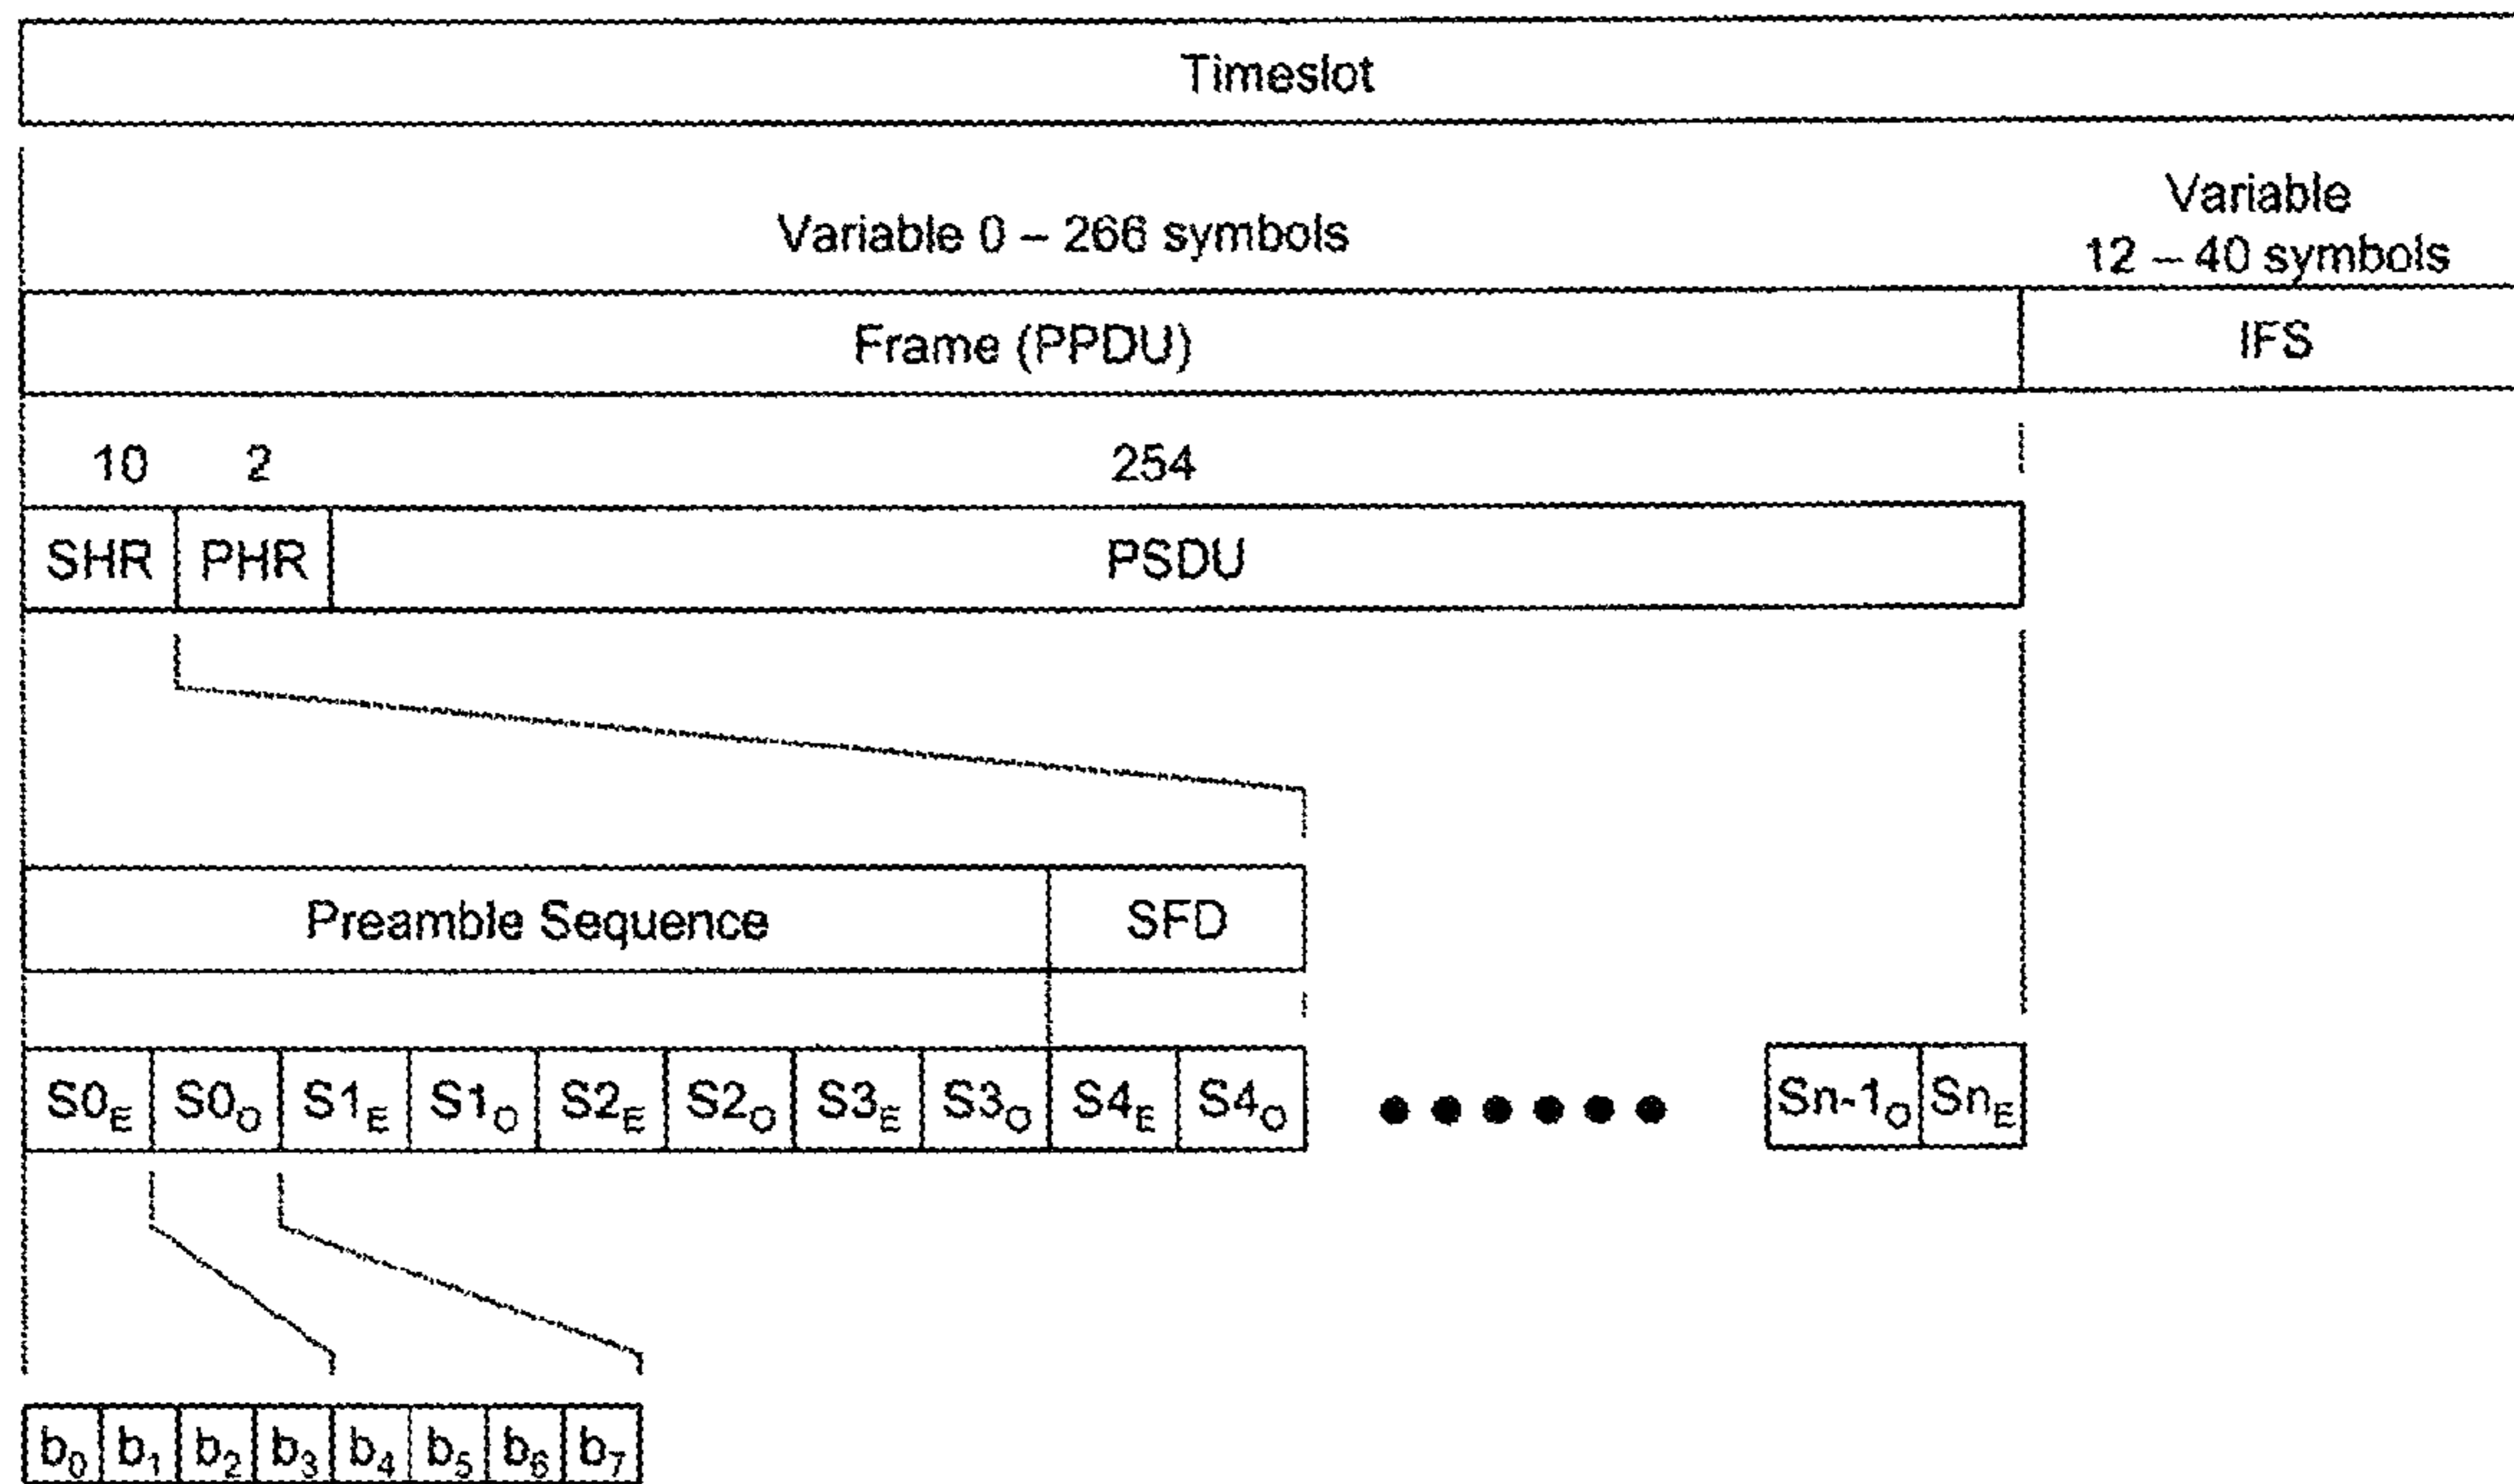 Timeslot
Variable 0 – 266 symbols
Variable
12 – 40 symbols
Frame (PPDU) IFS
10 2 254
SHR PHR PSDU
Preamble Sequence SFD
S0E S0O S1E S1O S2E S2O S3E S3O S4E S4O Sn-1O SnE
b0 b1 b2 b3 b4 b5 b6 b7